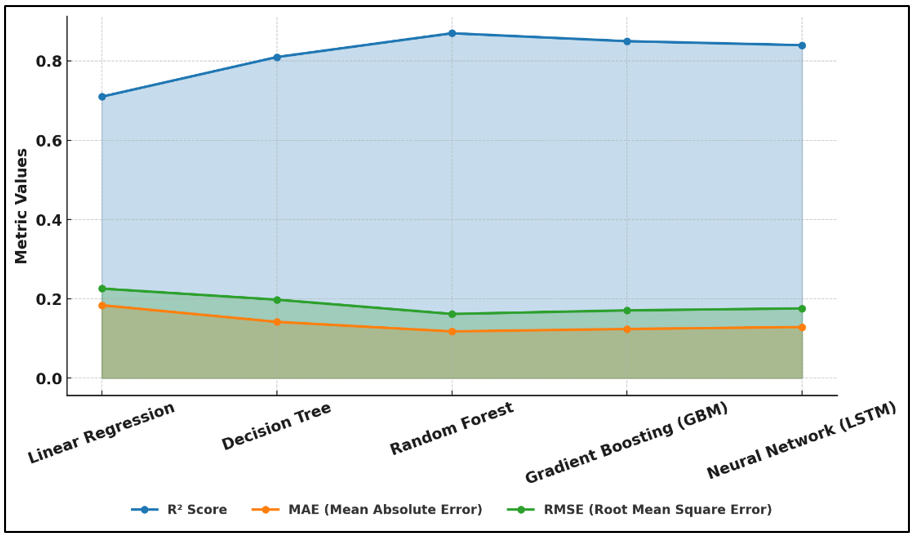 Metric Values
0.8
0.6
0.4
0.2
0.0
Linear Regression
Decision Tree
Random Forest
Gradient Boosting (GBM)
Neural Network (LSTM)
R² Score
MAE (Mean Absolute Error)
RMSE (Root Mean Square Error)